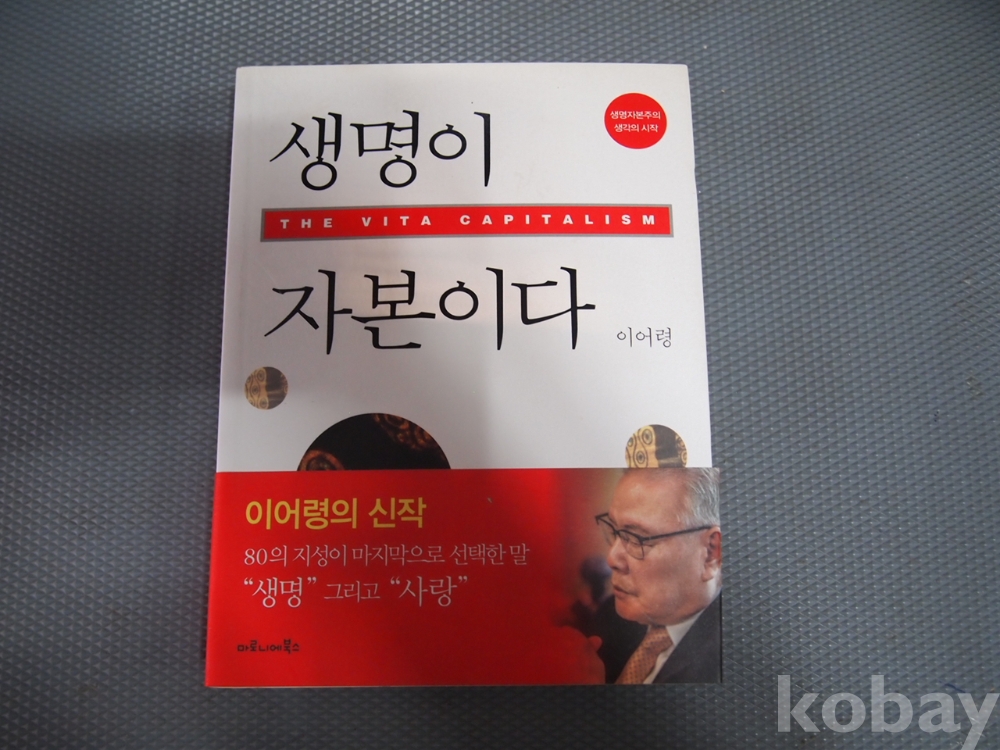 생명자본주의
생각의 시작
생명이
THE VITA CAPITALISM
자본이다
이어령
이어령의 신작
80의 지성이 마지막으로 선택한 말
“생명” 그리고 “사랑”
마로니에북스
kobay